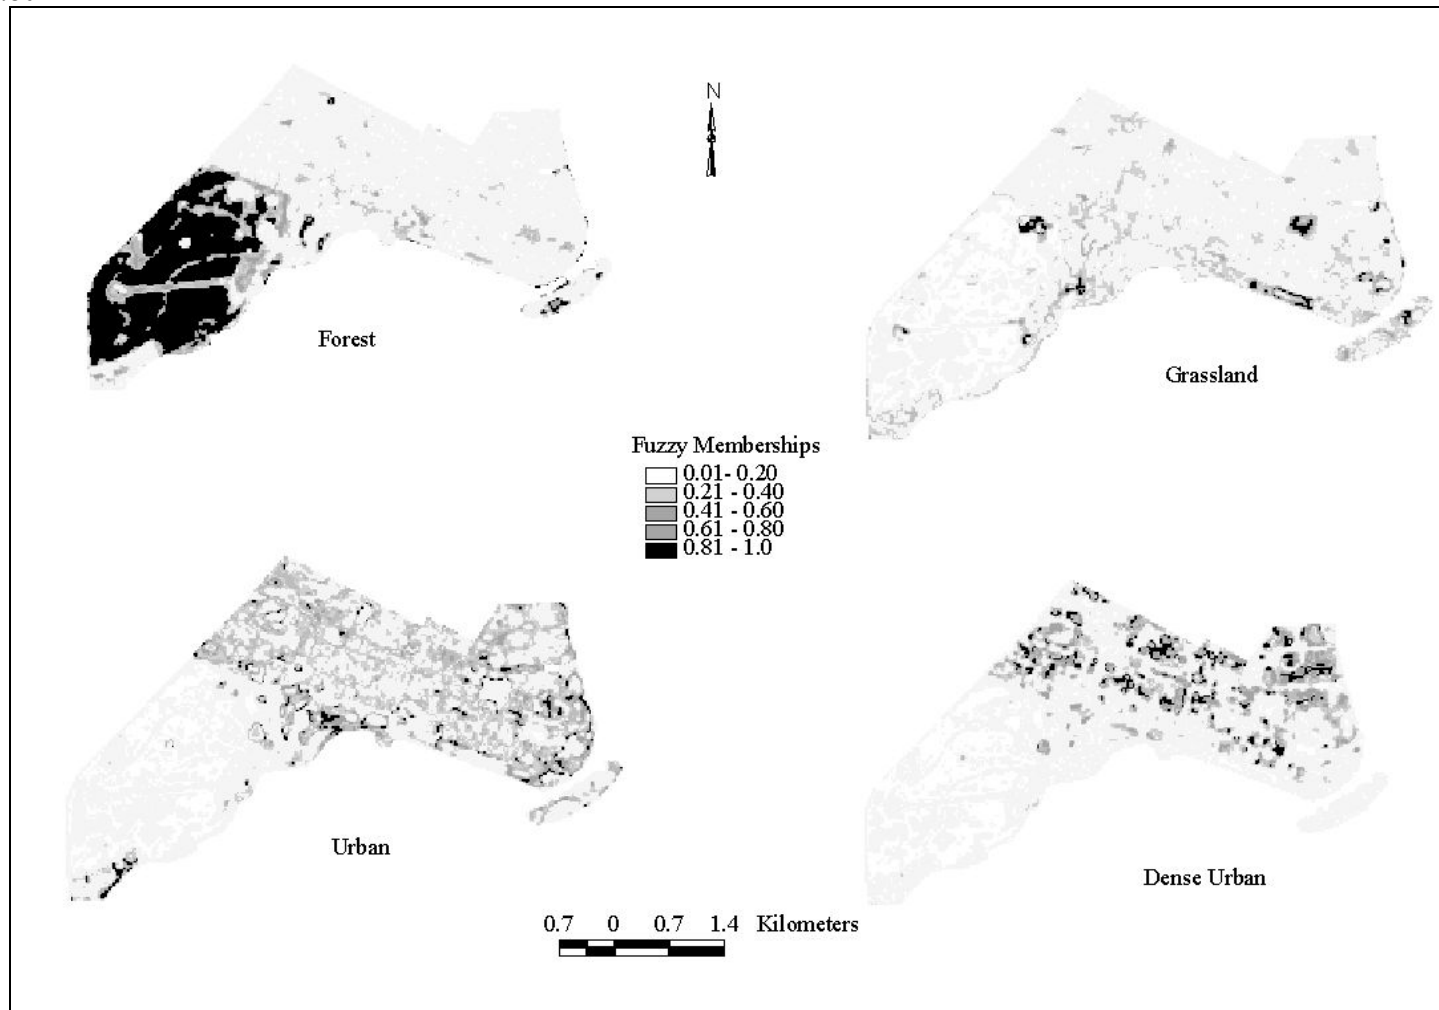 N
Forest
Grassland
Fuzzy Memberships
0.01- 0.20
0.21 - 0.40
0.41 - 0.60
0.61 - 0.80
0.81 - 1.0
Urban
Dense Urban
0.7 0 0.7 1.4 Kilometers